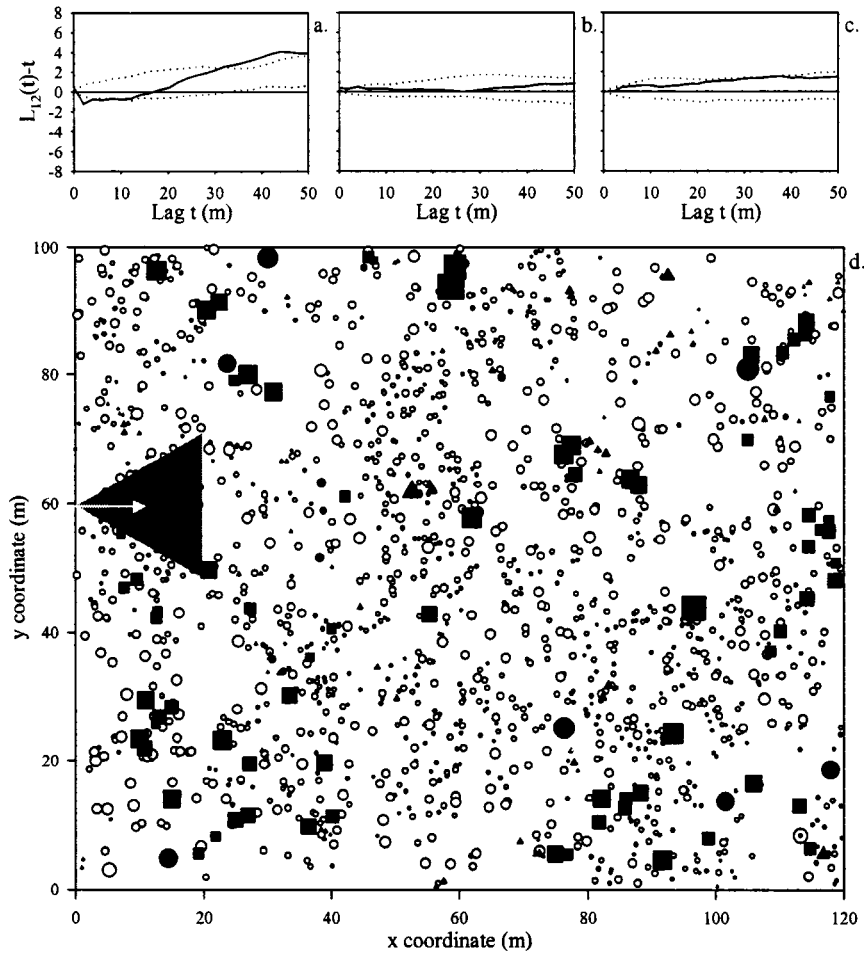 8
6
4
2
0
-2
-4
-6
-8
L12(t)-t
a.
b.
c.
0 10 20 30 40 50
0 10 20 30 40 50
0 10 20 30 40 50
Lag t (m)
Lag t (m)
Lag t (m)
100
80
60
40
20
0
y coordinate (m)
d.
0 20 40 60 80 100 120
x coordinate (m)